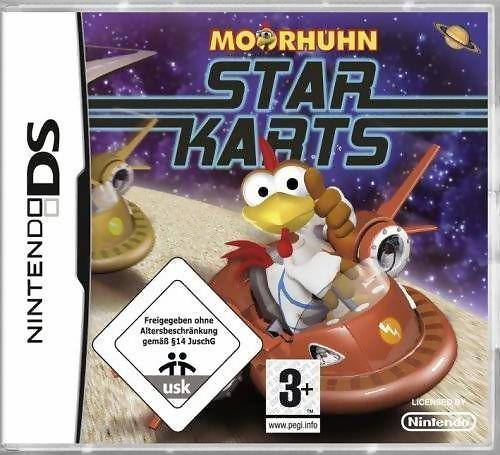 MOORHUHN
STAR
KARTS
NINTENDO DS
Freigegeben ohne
Altersbeschränkung
gemäß §14 JuSchG
usk
3+
™
www.pegi.info
LICENSED BY
Nintendo